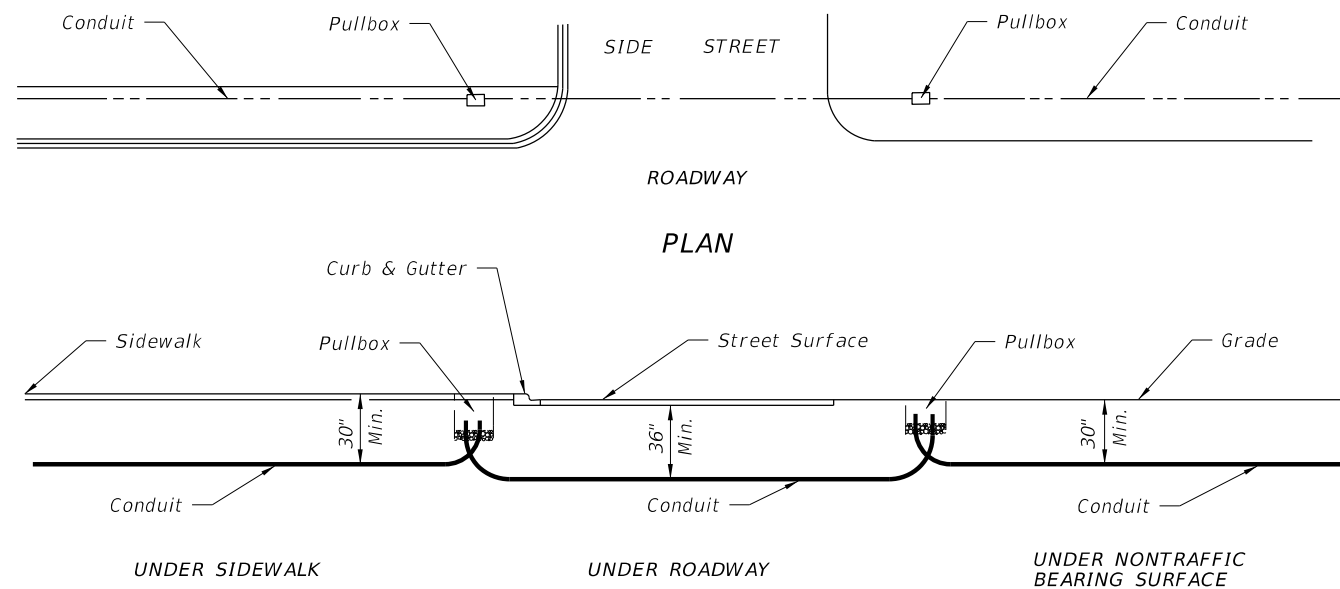 Conduit
Pullbox
SIDE STREET
Pullbox
Conduit
ROADWAY
PLAN
Curb & Gutter
Sidewalk
Pullbox
Street Surface
Pullbox
Grade
30"
Min.
36"
Min.
30"
Min.
Conduit
Conduit
Conduit
UNDER SIDEWALK
UNDER ROADWAY
UNDER NONTRAFFIC
BEARING SURFACE